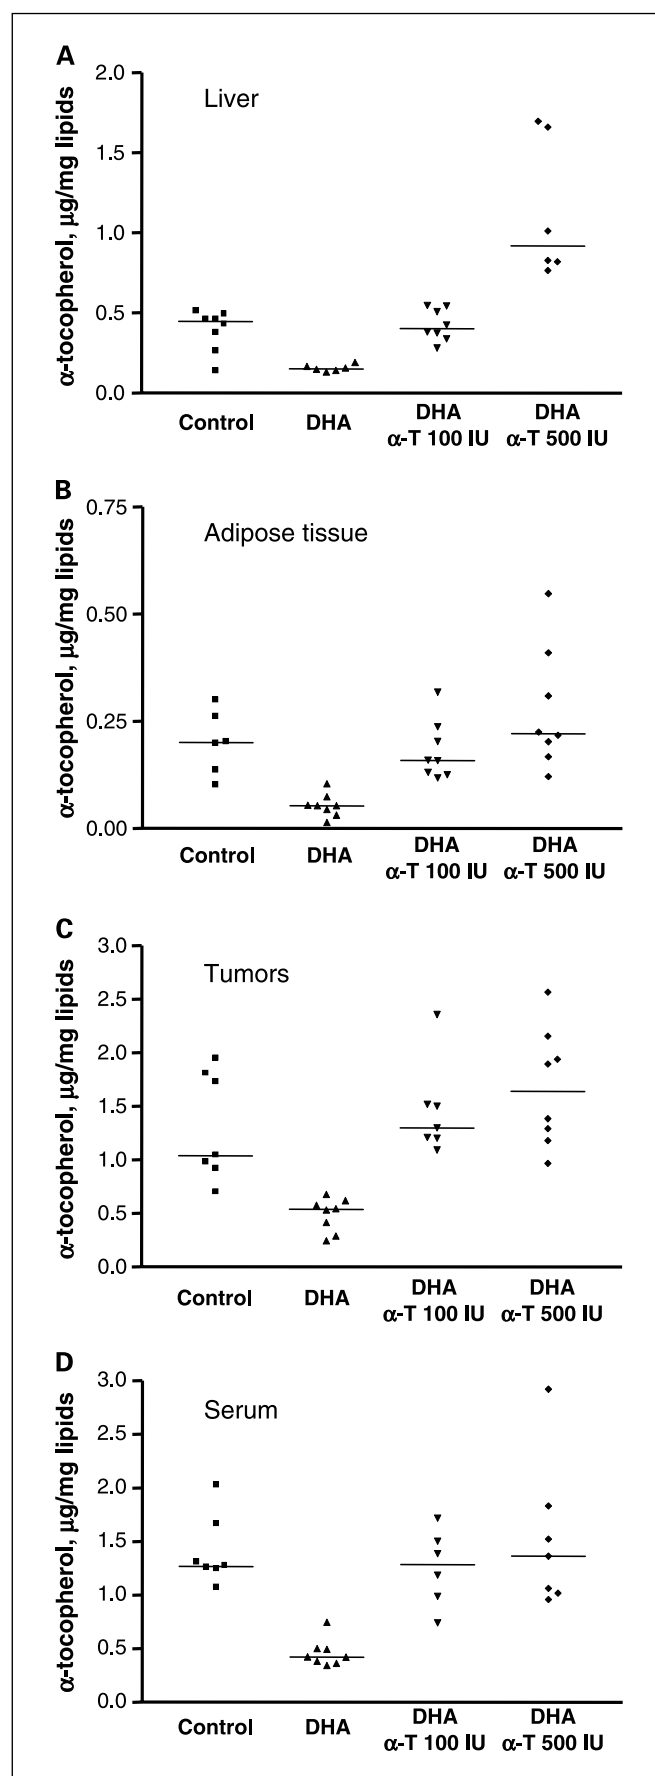 A
Liver
α-tocopherol, μg/mg lipids
2.0
1.5
1.0
0.5
0.0
Control
DHA
DHA
α-T 100 IU
DHA
α-T 500 IU
B
Adipose tissue
α-tocopherol, μg/mg lipids
0.75
0.50
0.25
0.00
Control
DHA
DHA
α-T 100 IU
DHA
α-T 500 IU
C
Tumors
α-tocopherol, μg/mg lipids
3.0
2.5
2.0
1.5
1.0
0.5
0.0
Control
DHA
DHA
α-T 100 IU
DHA
α-T 500 IU
D
Serum
α-tocopherol, μg/mg lipids
3.0
2.5
2.0
1.5
1.0
0.5
0.0
Control
DHA
DHA
α-T 100 IU
DHA
α-T 500 IU